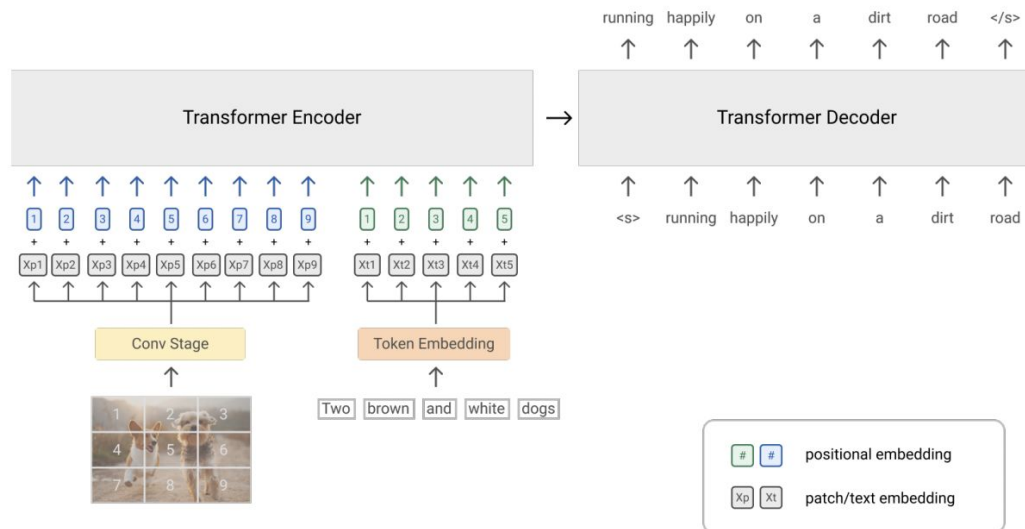 running happily on a dirt road </s>
Transformer Encoder
Transformer Decoder
1 2 3 4 5 6 7 8 9
1 2 3 4 5
+ + + + + + + + +
+ + + + +
Xp1 Xp2 Xp3 Xp4 Xp5 Xp6 Xp7 Xp8 Xp9
Xt1 Xt2 Xt3 Xt4 Xt5
<s> running happily on a dirt road
Conv Stage
Token Embedding
1 2 3
4 5 6
7 8 9
Two brown and white dogs
# # positional embedding
Xp Xt patch/text embedding